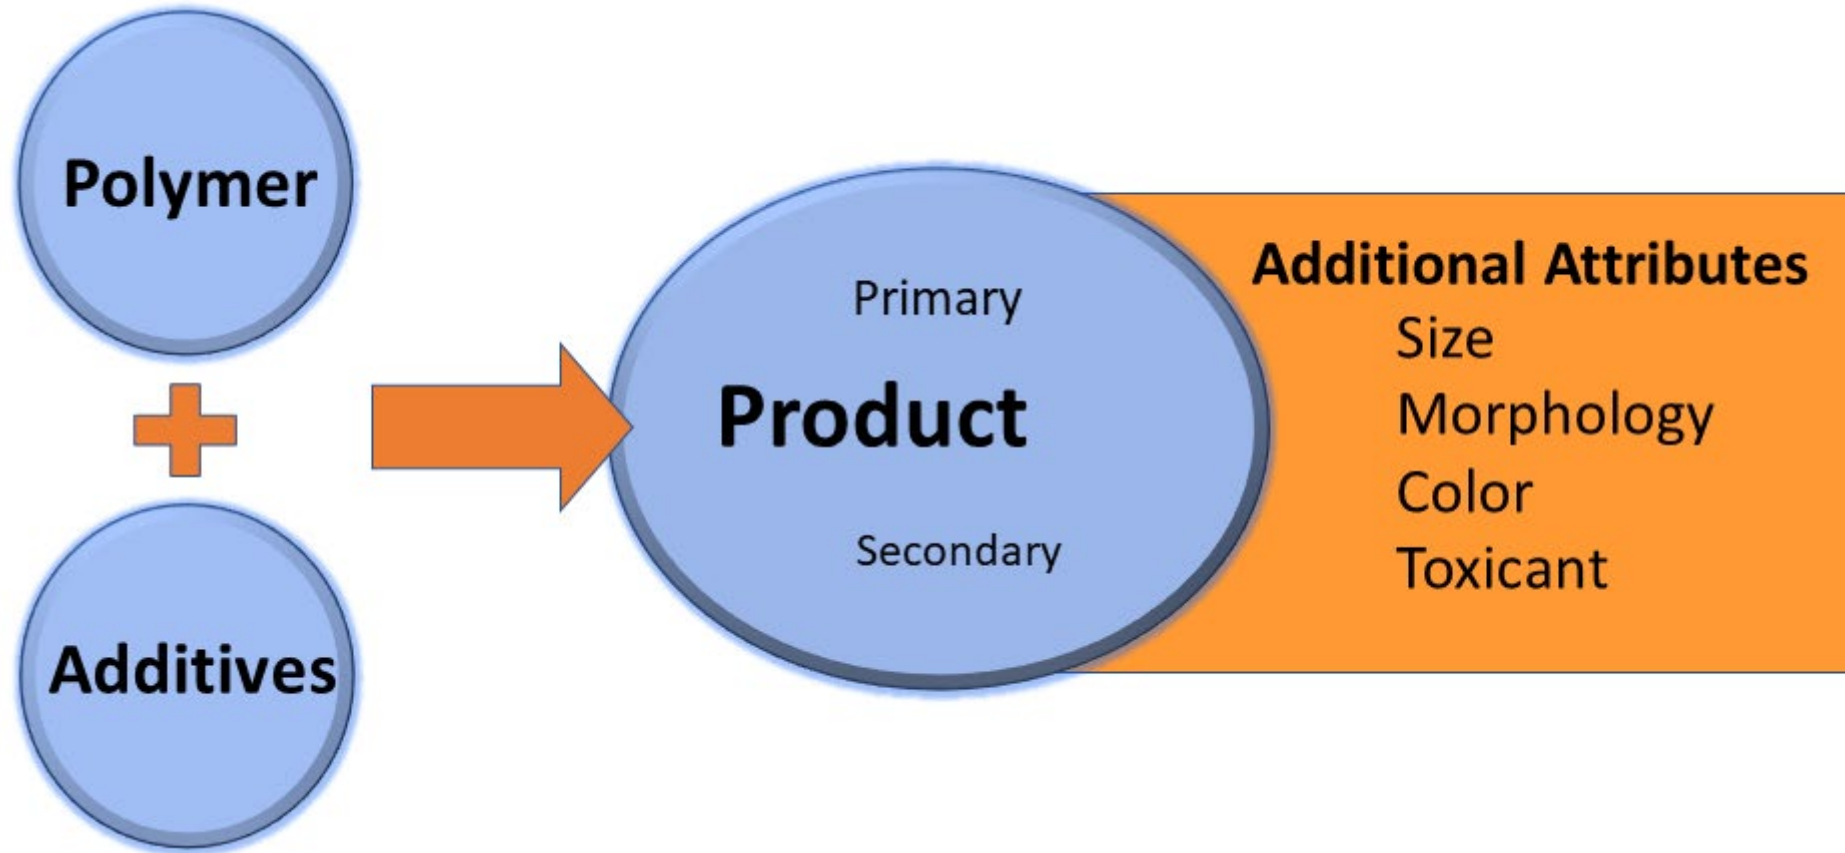 Polymer
Additives
Primary
Product
Secondary
Additional Attributes
Size
Morphology
Color
Toxicant